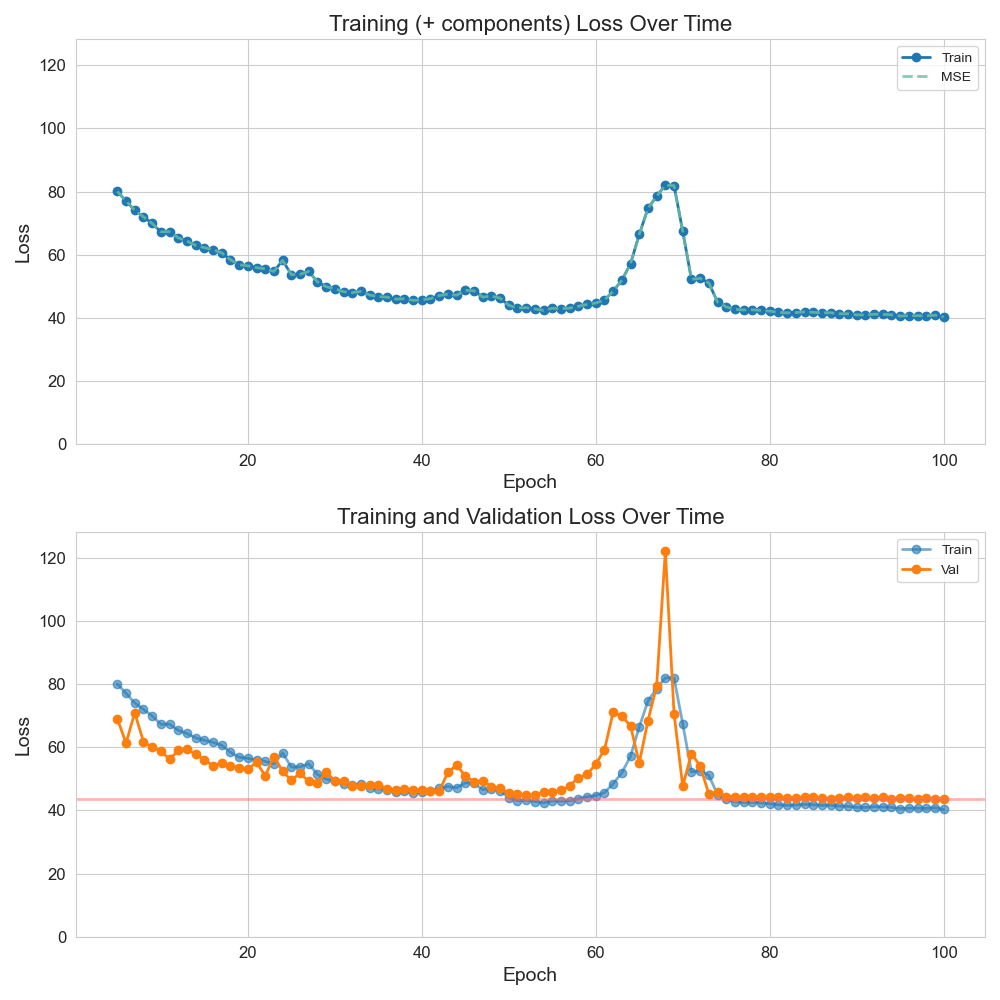 Training (+ components) Loss Over Time
Train
MSE
120
100
80
60
40
20
0
Loss
20 40 60 80 100
Epoch
Training and Validation Loss Over Time
Train
Val
120
100
80
60
40
20
0
Loss
20 40 60 80 100
Epoch